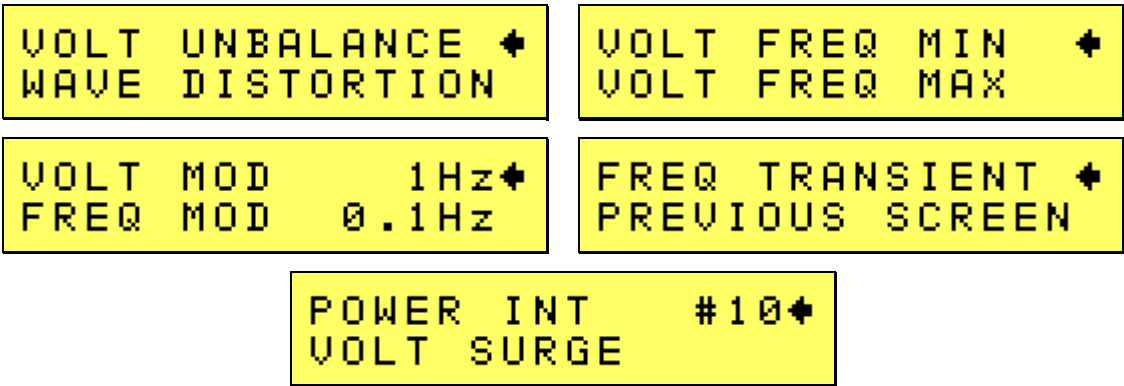 VOLT UNBALANCE ←
WAVE DISTORTION
VOLT FREQ MIN ←
VOLT FREQ MAX
VOLT MOD 1Hz←
FREQ MOD 0.1Hz
FREQ TRANSIENT ←
PREVIOUS SCREEN
POWER INT #10←
VOLT SURGE